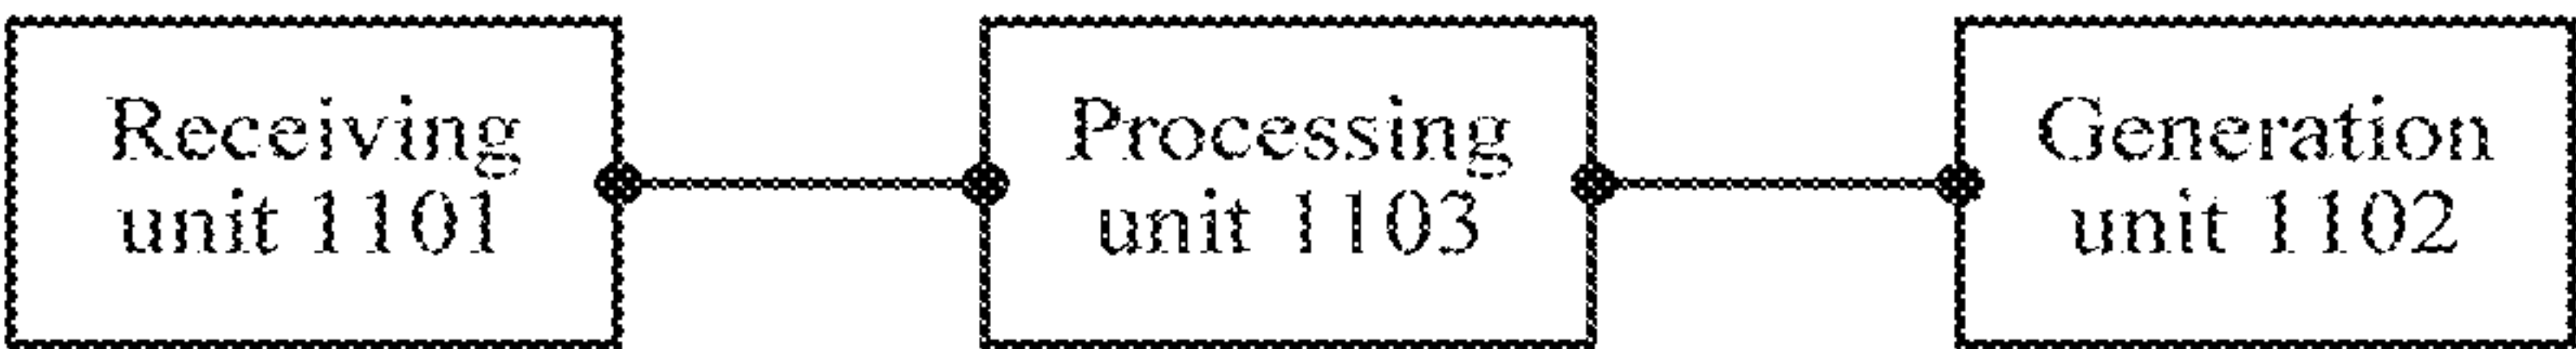 Receiving
unit 1101
Processing
unit 1103
Generation
unit 1102